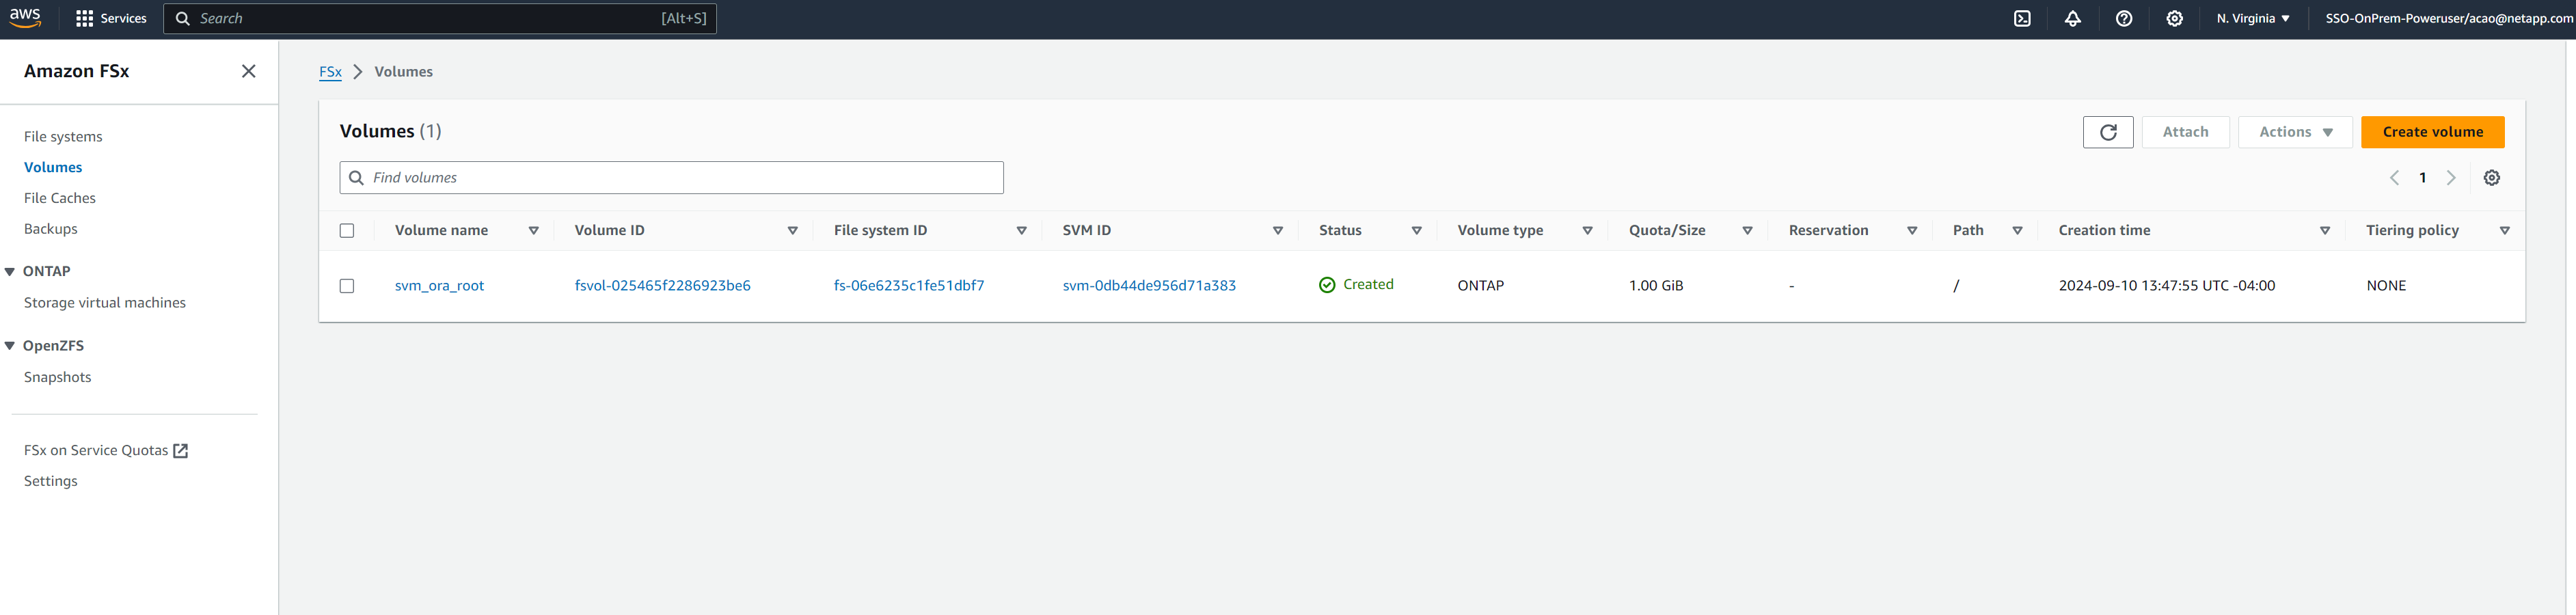 aws Services Search [Alt+S] N. Virginia ▼ SSO-OnPrem-Poweruser/acao@netapp.com
Amazon FSx
File systems
Volumes
File Caches
Backups
ONTAP
Storage virtual machines
OpenZFS
Snapshots
FSx on Service Quotas
Settings
FSx > Volumes
Volumes (1)
Attach Actions ▼ Create volume
Find volumes
1
Volume name Volume ID File system ID SVM ID Status Volume type Quota/Size Reservation Path Creation time Tiering policy
svm_ora_root fsvol-025465f2286923be6 fs-06e6235c1fe51dbf7 svm-0db44de956d71a383 Created ONTAP 1.00 GiB - / 2024-09-10 13:47:55 UTC -04:00 NONE